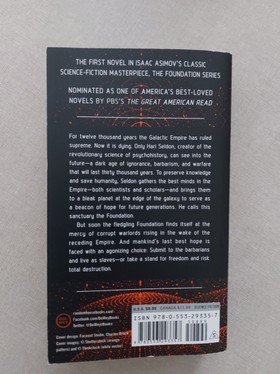 THE FIRST NOVEL IN ISAAC ASIMOV'S CLASSIC
SCIENCE-FICTION MASTERPIECE, THE FOUNDATION SERIES
NOMINATED AS ONE OF AMERICA'S BEST-LOVED
NOVELS BY PBS's THE GREAT AMERICAN READ
For twelve thousand years the Galactic Empire has ruled
supreme. Now it is dying. Only Hari Seldon, creator of the
revolutionary science of psychohistory, can see into the
future—a dark age of ignorance, barbarism, and warfare
that will last thirty thousand years. To preserve knowledge
and save humanity, Seldon gathers the best minds in the
Empire—both scientists and scholars—and brings them
to a bleak planet at the edge of the galaxy to serve as
a beacon of hope for future generations. He calls this
sanctuary the Foundation.
But soon the fledgling Foundation finds itself at the
mercy of corrupt warlords rising in the wake of the
receding Empire. And mankind's last best hope is
faced with an agonizing choice: Submit to the barbarians
and live as slaves—or take a stand for freedom and risk
total destruction.
ISBN 978-0-553-29335-7